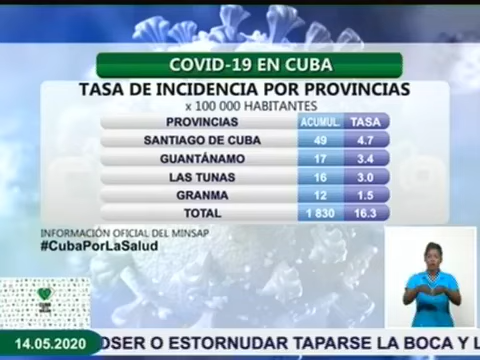 COVID-19 EN CUBA
TASA DE INCIDENCIA POR PROVINCIAS
x 100 000 HABITANTES
PROVINCIAS ACUMUL. TASA
SANTIAGO DE CUBA 49 4.7
GUANTÁNAMO 17 3.4
LAS TUNAS 16 3.0
GRANMA 12 1.5
TOTAL 1 830 16.3
INFORMACIÓN OFICIAL DEL MINSAP
#CubaPorLaSalud
14.05.2020 OSER O ESTORNUDAR TAPARSE LA BOCA Y L